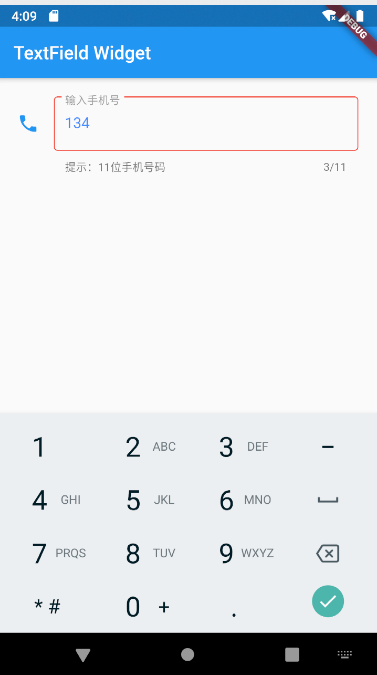 4:09
DEBUG
TextField Widget
输入手机号
134
提示：11位手机号码 3/11
1 2 ABC 3 DEF -
4 GHI 5 JKL 6 MNO
7 PRQS 8 TUV 9 WXYZ
* # 0 + .